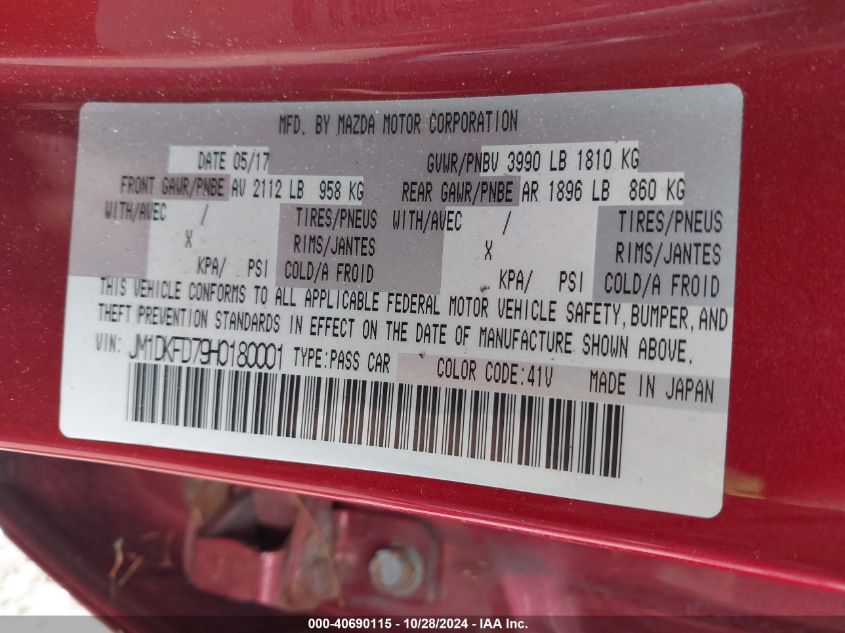 MFD. BY MAZDA MOTOR CORPORATION
DATE 05/17 GVWR/PNBV 3990 LB 1810 KG
FRONT GAWR/PNBE AV 2112 LB 958 KG REAR GAWR/PNBE AR 1896 LB 860 KG
WITH/AVEC / TIRES/PNEUS WITH/AVEC / TIRES/PNEUS
X RIMS/JANTES X RIMS/JANTES
KPA/ PSI COLD/A FROID KPA/ PSI COLD/A FROID
THIS VEHICLE CONFORMS TO ALL APPLICABLE FEDERAL MOTOR VEHICLE SAFETY, BUMPER, AND
THEFT PREVENTION STANDARDS IN EFFECT ON THE DATE OF MANUFACTURE SHOWN ABOVE.
VIN: JM1DKFD79H0180001 TYPE:PASS CAR COLOR CODE:41V MADE IN JAPAN
000-40690115 - 10/28/2024 - IAA Inc.